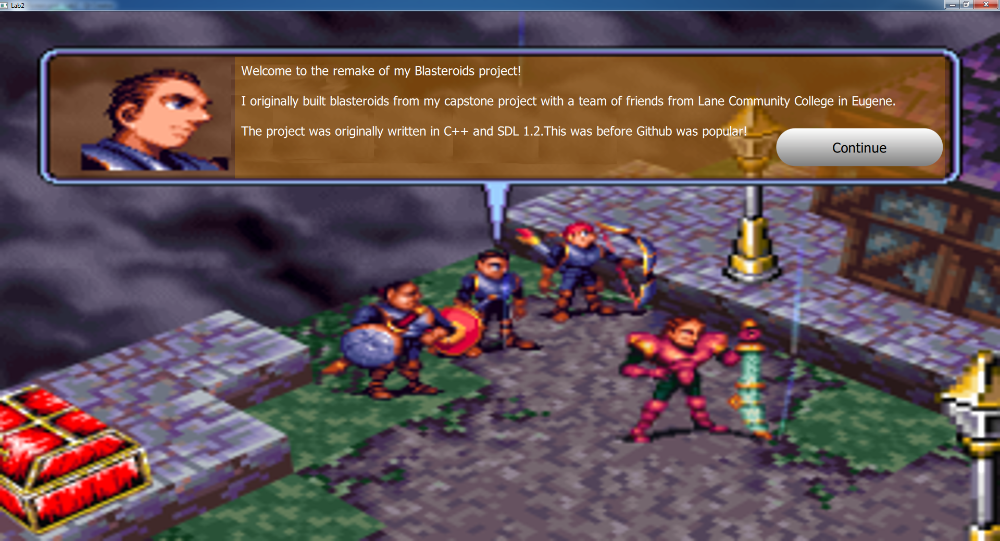 Lab2
Welcome to the remake of my Blasteroids project!
I originally built blasteroids from my capstone project with a team of friends from Lane Community College in Eugene.
The project was originally written in C++ and SDL 1.2.This was before Github was popular!
Continue